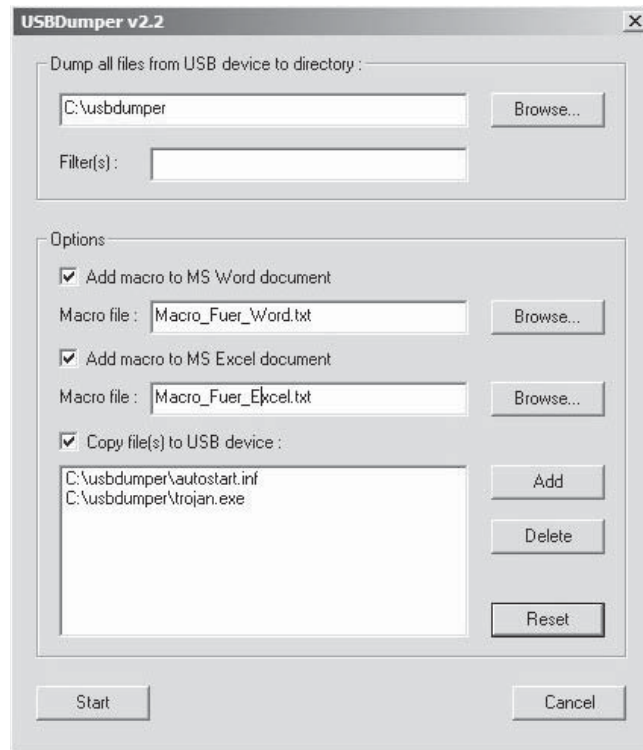 USBDumper v2.2
Dump all files from USB device to directory :
C:\usbdumper
Browse...
Filter(s) :
Options
Add macro to MS Word document
Macro file : Macro_Fuer_Word.txt Browse...
Add macro to MS Excel document
Macro file : Macro_Fuer_Excel.txt Browse...
Copy file(s) to USB device :
C:\usbdumper\autostart.inf
C:\usbdumper\trojan.exe
Add
Delete
Reset
Start
Cancel